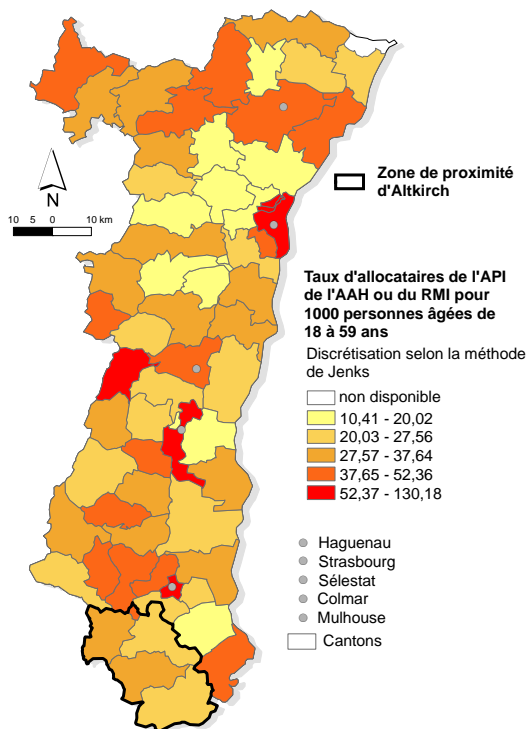 Zone de proximité
d'Altkirch
N
10 5 0 10 km
Taux d'allocataires de l'API
de l'AAH ou du RMI pour
1000 personnes âgées de
18 à 59 ans
Discrétisation selon la méthode
de Jenks
non disponible
10,41 - 20,02
20,03 - 27,56
27,57 - 37,64
37,65 - 52,36
52,37 - 130,18
Haguenau
Strasbourg
Sélestat
Colmar
Mulhouse
Cantons